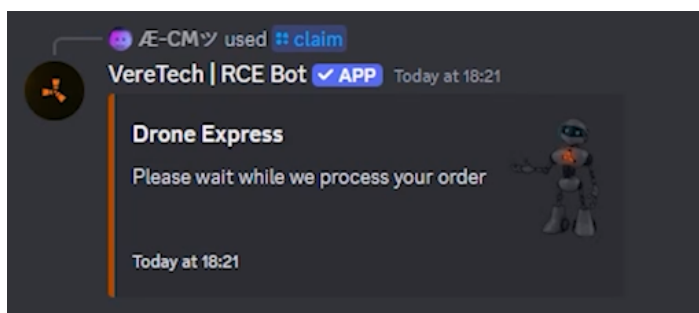 Æ-CMツ used claim
VereTech | RCE Bot ✓ APP Today at 18:21
Drone Express
Please wait while we process your order
Today at 18:21